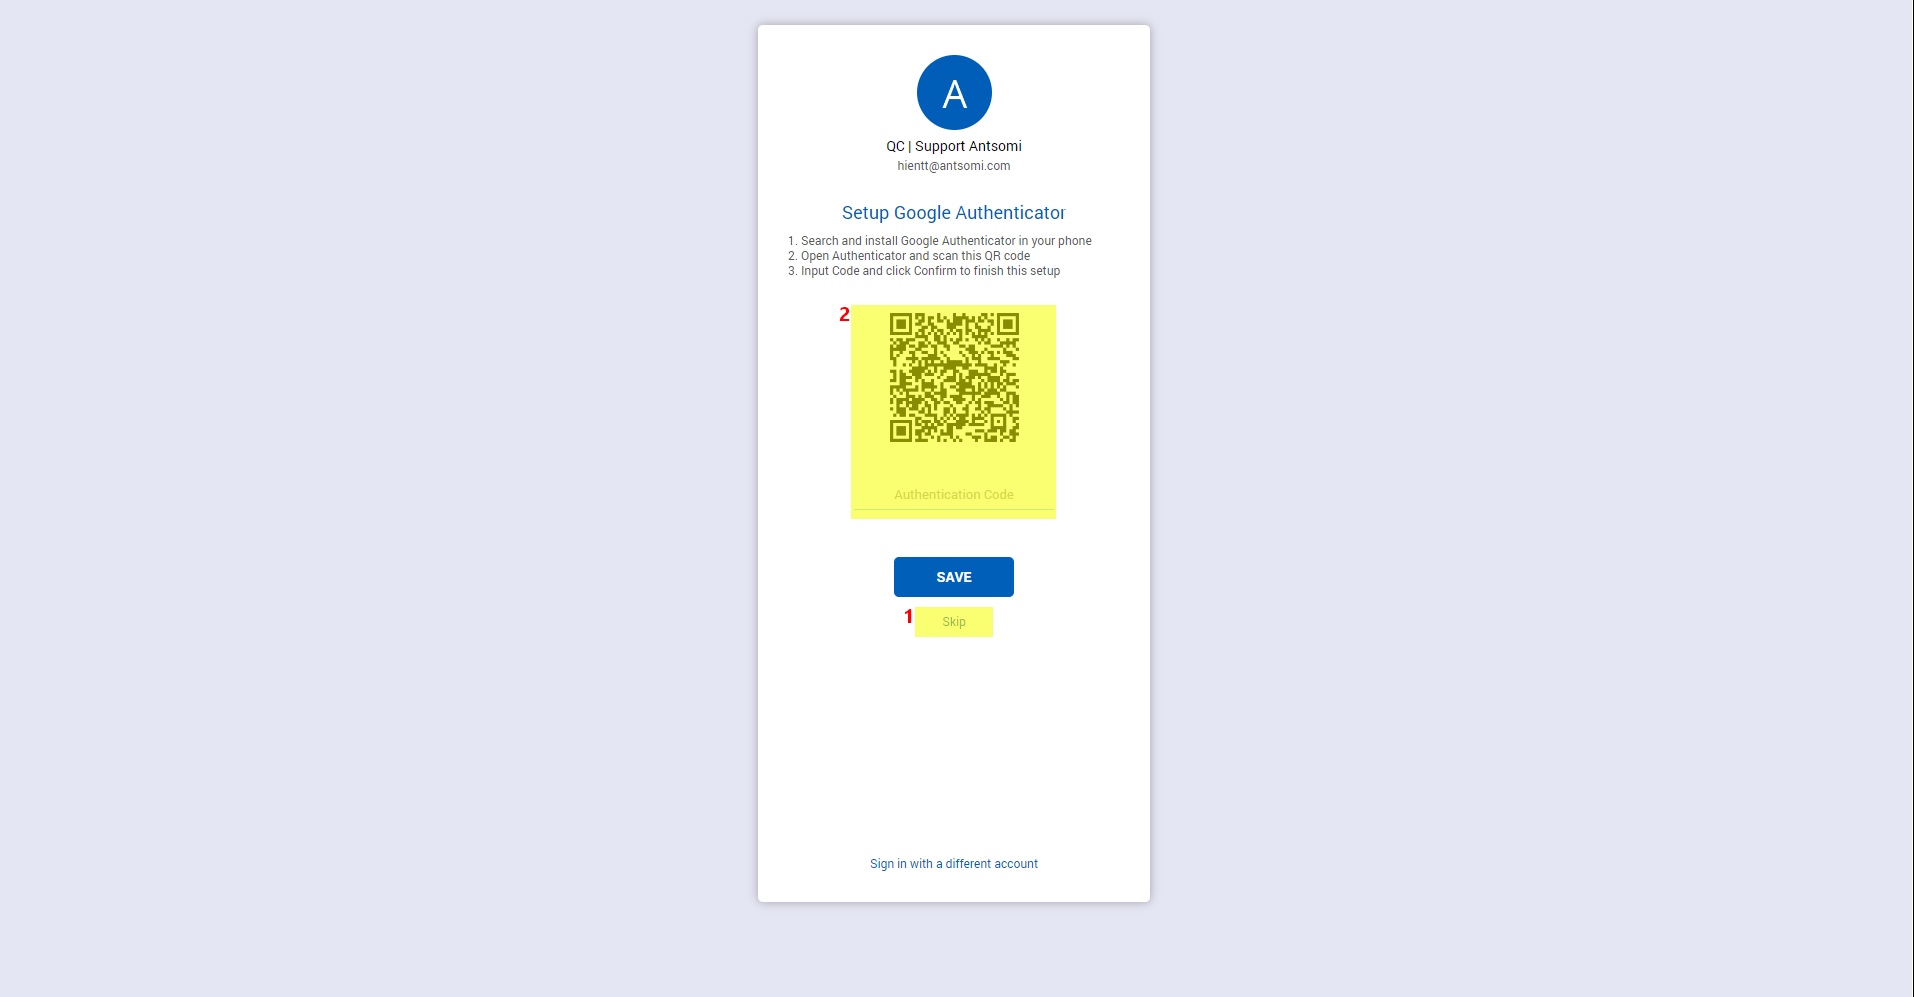 A
QC | Support Antsomi
hientt@antsomi.com
Setup Google Authenticator
1. Search and install Google Authenticator in your phone
2. Open Authenticator and scan this QR code
3. Input Code and click Confirm to finish this setup
2
Authentication Code
SAVE
1
Skip
Sign in with a different account